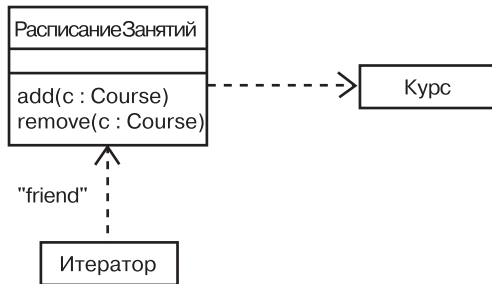 РасписаниеЗанятий
add(c : Course)
remove(c : Course)
Курс
"friend"
Итератор